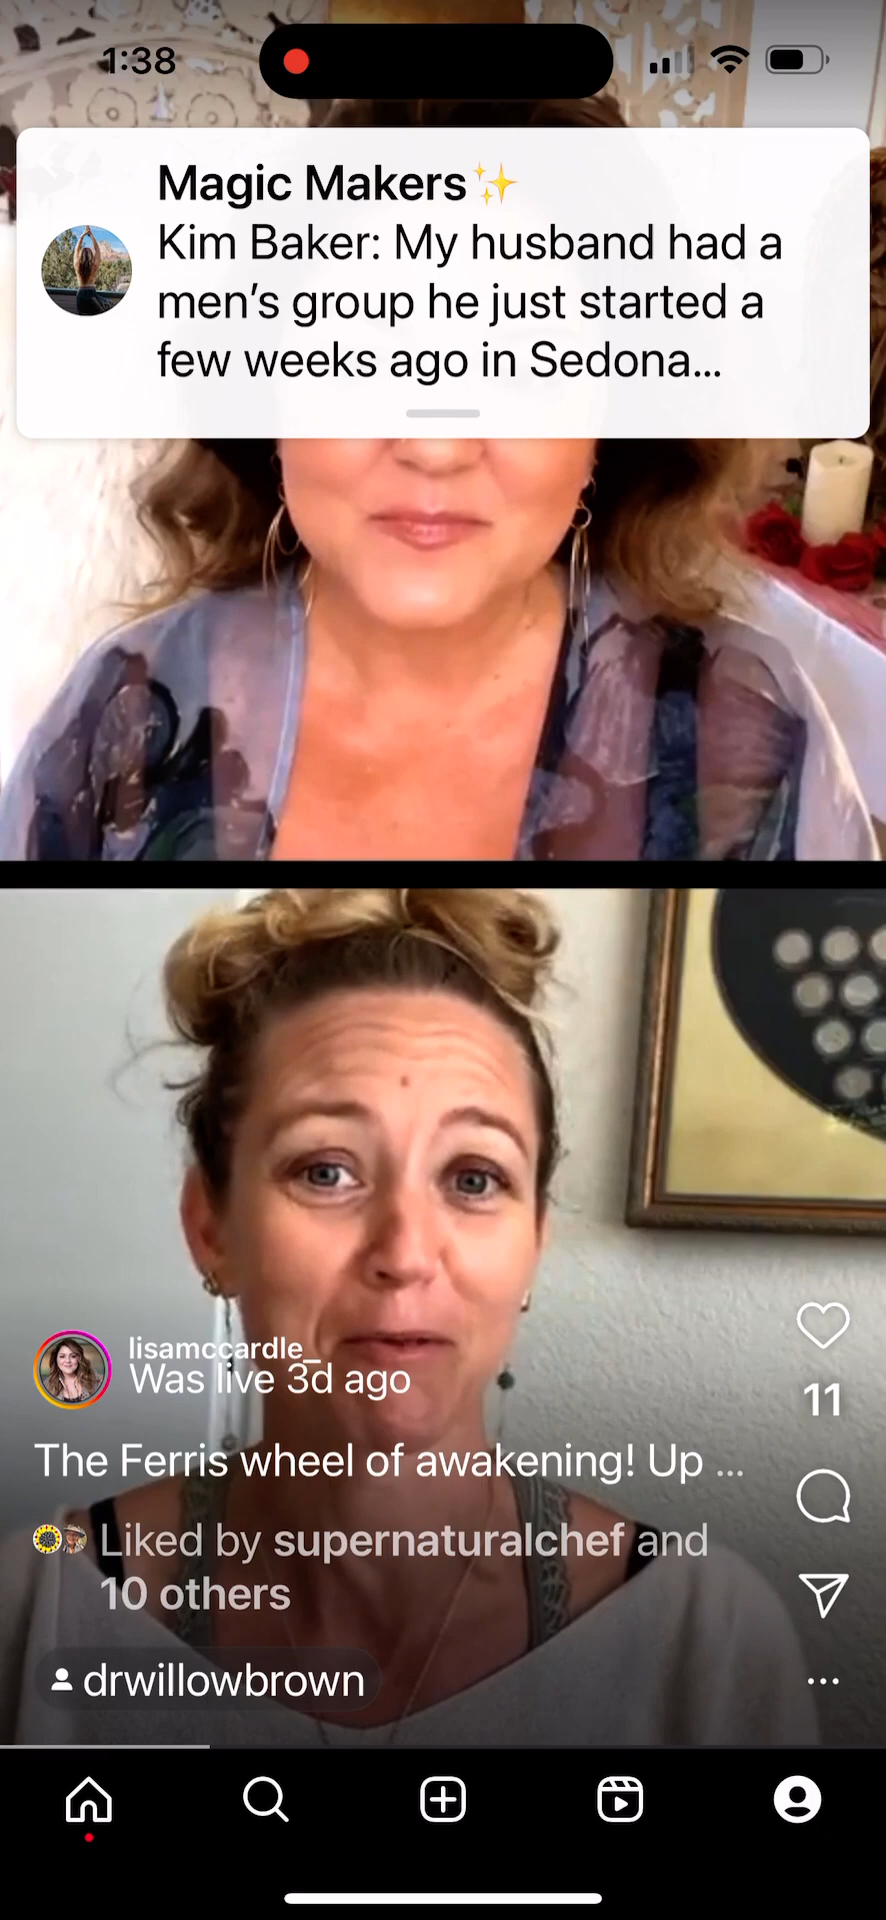 1:38
Magic Makers✨
Kim Baker: My husband had a
men’s group he just started a
few weeks ago in Sedona...
lisamccardle_
Was live 3d ago
The Ferris wheel of awakening! Up ...
Liked by supernaturalchef and
10 others
drwillowbrown
11